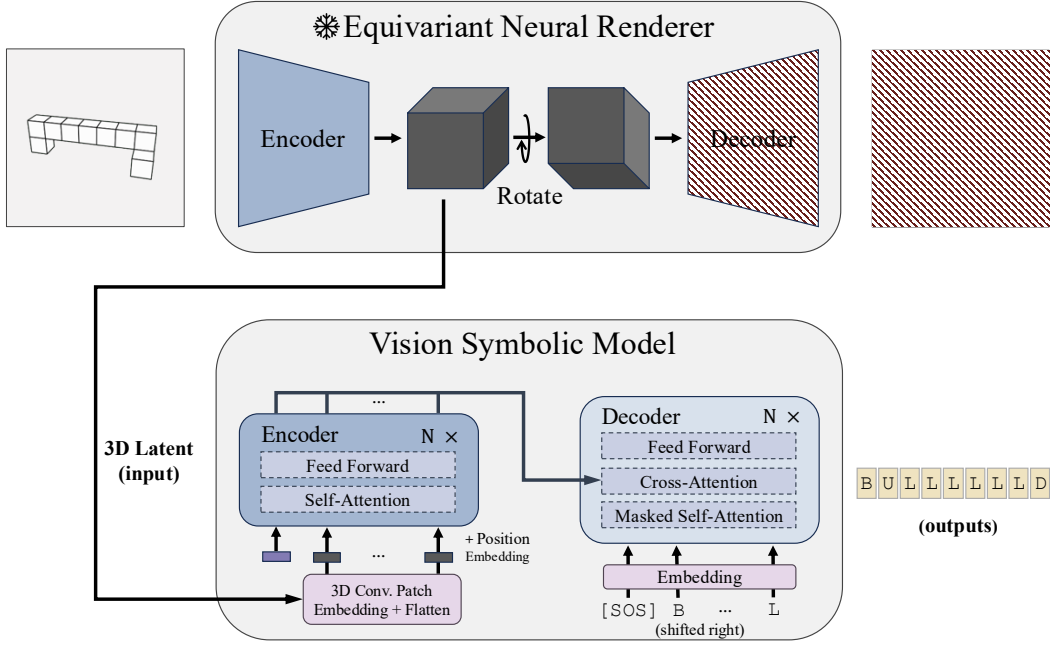 Equivariant Neural Renderer
Encoder
Rotate
Decoder
Vision Symbolic Model
3D Latent
(input)
...
Encoder N ×
Feed Forward
Self-Attention
...
+ Position
Embedding
3D Conv. Patch
Embedding + Flatten
Decoder N ×
Feed Forward
Cross-Attention
Masked Self-Attention
Embedding
[SOS] B ... L
(shifted right)
B U L L L L L L D
(outputs)